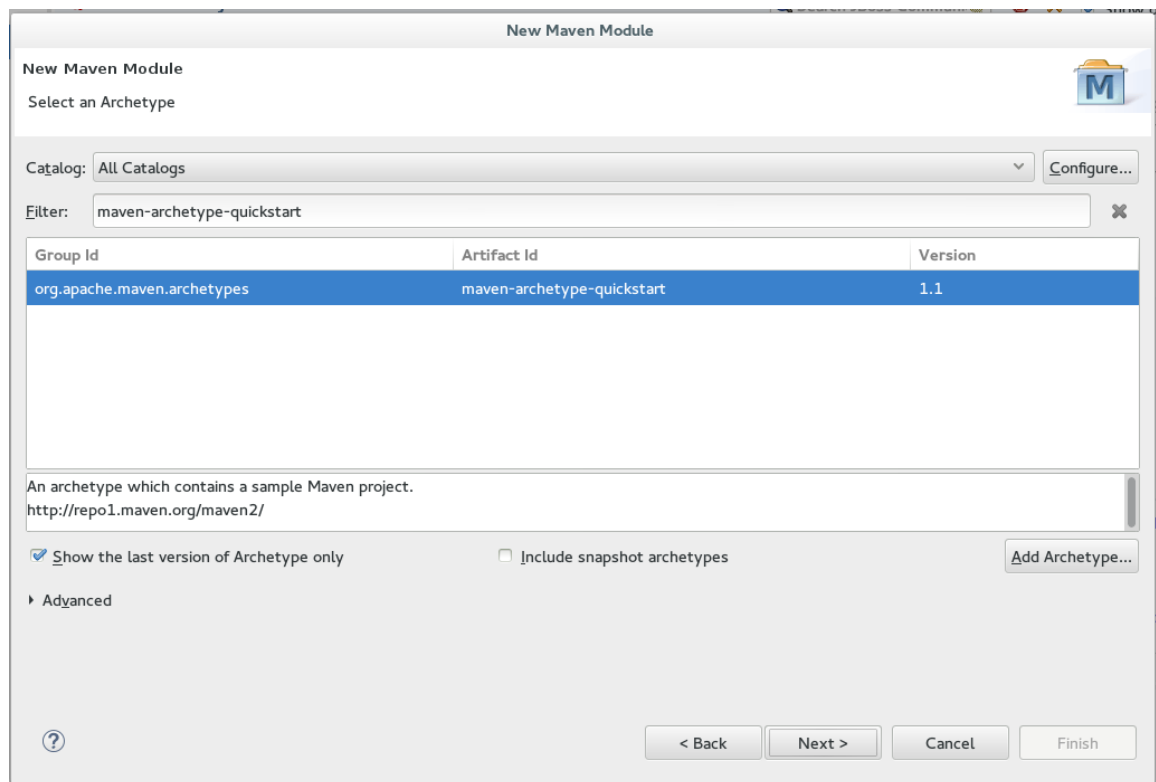 New Maven Module
New Maven Module
M
Select an Archetype
Catalog: All Catalogs Configure...
Filter: maven-archetype-quickstart
Group Id Artifact Id Version
org.apache.maven.archetypes maven-archetype-quickstart 1.1
An archetype which contains a sample Maven project.
http://repo1.maven.org/maven2/
Show the last version of Archetype only Include snapshot archetypes Add Archetype...
Advanced
? < Back Next > Cancel Finish